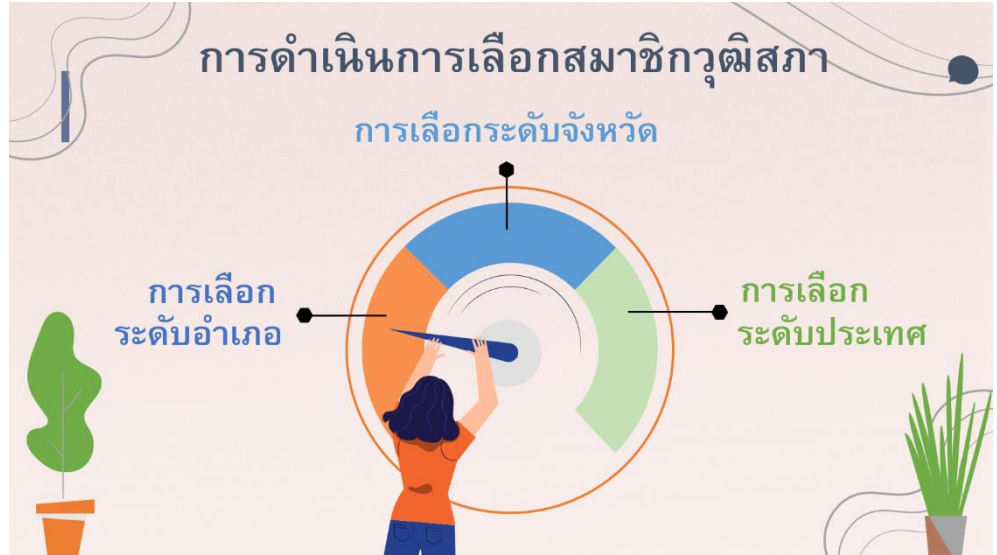 การดำเนินการเลือกสมาชิกวุฒิสภา
การเลือกระดับจังหวัด
การเลือก
ระดับอำเภอ
การเลือก
ระดับประเทศ